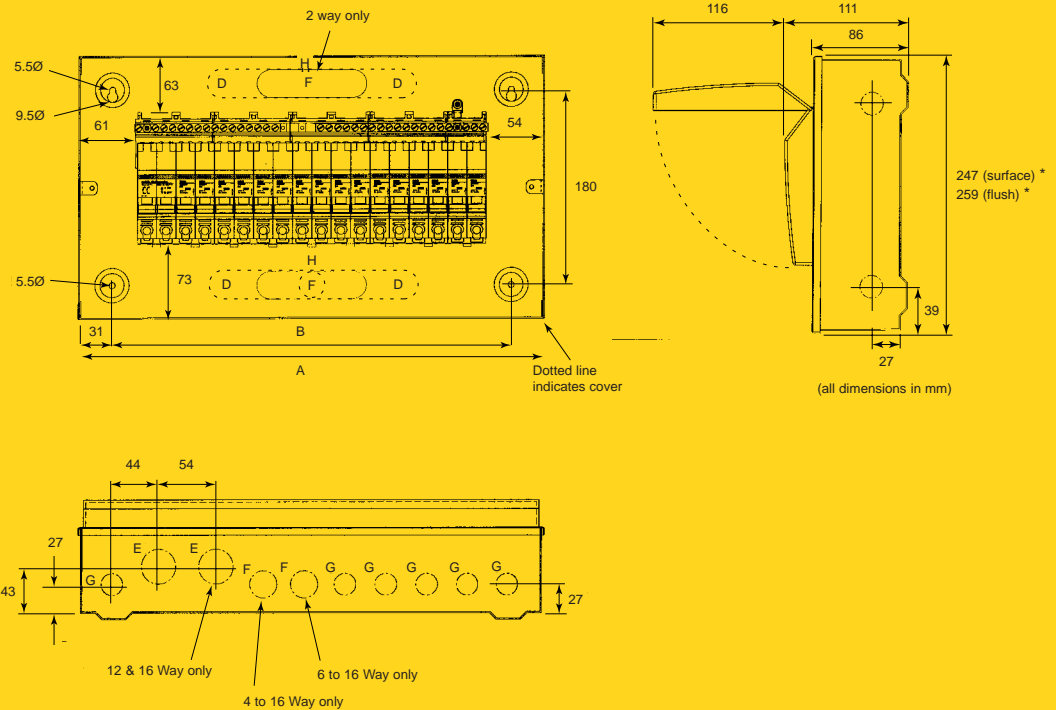 2 way only
H
D F D
5.5Ø
9.5Ø
63
61
54
180
H
D F D
73
5.5Ø
31
B
A
Dotted line
indicates cover
116
111
86
247 (surface) *
259 (flush) *
39
27
(all dimensions in mm)
44
54
27
43
G E E F F G G G G G
27
12 & 16 Way only
6 to 16 Way only
4 to 16 Way only